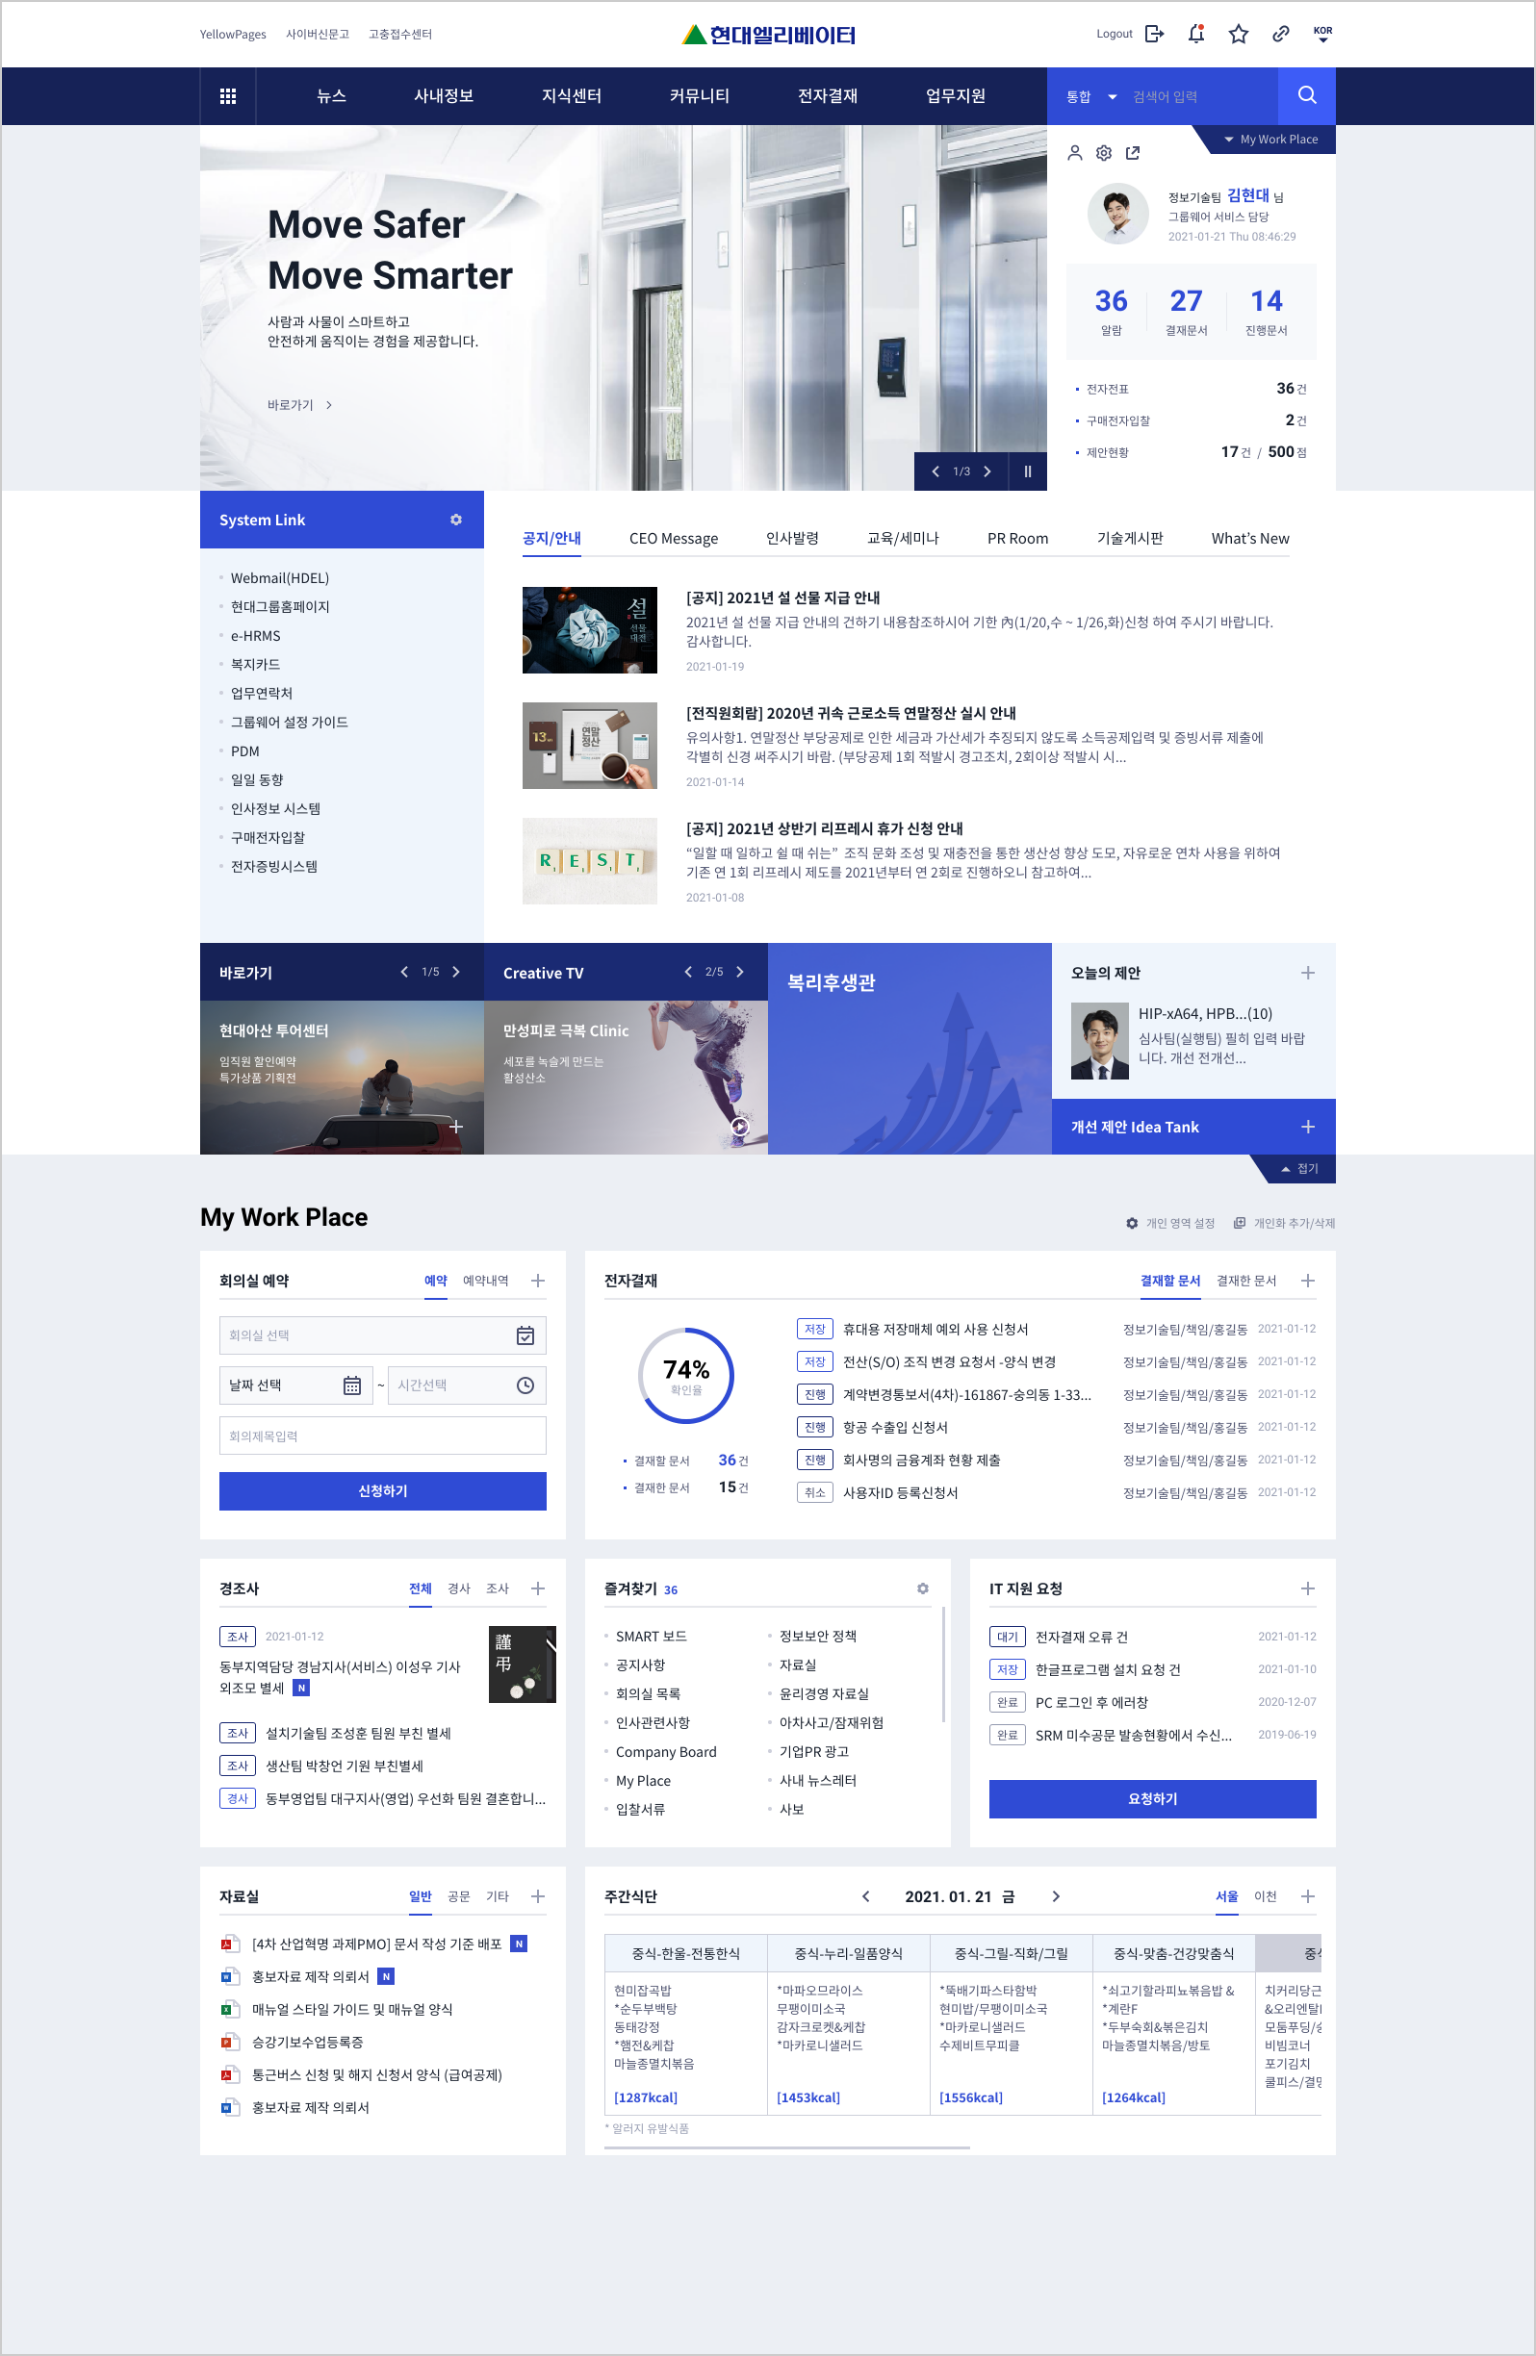 YellowPages 사이버신문고 고충접수센터
현대엘리베이터
Logout
KOR
뉴스 사내정보 지식센터 커뮤니티 전자결재 업무지원
통합 검색어 입력
Move Safer
Move Smarter
사람과 사물이 스마트하고
안전하게 움직이는 경험을 제공합니다.
바로가기
1/3
My Work Place
정보기술팀 김현대 님
그룹웨어 서비스 담당
2021-01-21 Thu 08:46:29
36 27 14
알람 결재문서 진행문서
전자전표 36 건
구매전자입찰 2 건
제안현황 17 건 / 500 점
System Link
Webmail(HDEL)
현대그룹홈페이지
e-HRMS
복지카드
업무연락처
그룹웨어 설정 가이드
PDM
일일 동향
인사정보 시스템
구매전자입찰
전자증빙시스템
공지/안내 CEO Message 인사발령 교육/세미나 PR Room 기술게시판 What's New
설
선물
대전
[공지] 2021년 설 선물 지급 안내
2021년 설 선물 지급 안내의 건하기 내용참조하시어 기한 內(1/20,수 ~ 1/26,화)신청 하여 주시기 바랍니다.
감사합니다.
2021-01-19
13
연말
정산
[전직원회람] 2020년 귀속 근로소득 연말정산 실시 안내
유의사항1. 연말정산 부당공제로 인한 세금과 가산세가 추징되지 않도록 소득공제입력 및 증빙서류 제출에
각별히 신경 써주시기 바람. (부당공제 1회 적발시 경고조치, 2회이상 적발시 시...
2021-01-14
REST
[공지] 2021년 상반기 리프레시 휴가 신청 안내
“일할 때 일하고 쉴 때 쉬는” 조직 문화 조성 및 재충전을 통한 생산성 향상 도모, 자유로운 연차 사용을 위하여
기존 연 1회 리프레시 제도를 2021년부터 연 2회로 진행하오니 참고하여...
2021-01-08
바로가기 1/5
현대아산 투어센터
임직원 할인예약
특가상품 기획전
Creative TV 2/5
만성피로 극복 Clinic
세포를 녹슬게 만드는
활성산소
복리후생관
오늘의 제안
HIP-xA64, HPB...(10)
심사팀(실행팀) 필히 입력 바랍
니다. 개선 전개선...
개선 제안 Idea Tank
접기
My Work Place
개인 영역 설정 개인화 추가/삭제
회의실 예약 예약 예약내역
회의실 선택
날짜 선택 ~ 시간선택
회의제목입력
신청하기
전자결재 결재할 문서 결재한 문서
74%
확인율
결재할 문서 36 건
결재한 문서 15 건
저장 휴대용 저장매체 예외 사용 신청서 정보기술팀/책임/홍길동 2021-01-12
저장 전산(S/O) 조직 변경 요청서 -양식 변경 정보기술팀/책임/홍길동 2021-01-12
진행 계약변경통보서(4차)-161867-숭의동 1-33... 정보기술팀/책임/홍길동 2021-01-12
진행 항공 수출입 신청서 정보기술팀/책임/홍길동 2021-01-12
진행 회사명의 금융계좌 현황 제출 정보기술팀/책임/홍길동 2021-01-12
취소 사용자ID 등록신청서 정보기술팀/책임/홍길동 2021-01-12
경조사 전체 경사 조사
조사 2021-01-12
동부지역담당 경남지사(서비스) 이성우 기사
외조모 별세 N
謹
弔
조사 설치기술팀 조성훈 팀원 부친 별세
조사 생산팀 박창언 기원 부친별세
경사 동부영업팀 대구지사(영업) 우선화 팀원 결혼합니...
즐겨찾기 36
SMART 보드 정보보안 정책
공지사항 자료실
회의실 목록 윤리경영 자료실
인사관련사항 아차사고/잠재위험
Company Board 기업PR 광고
My Place 사내 뉴스레터
입찰서류 사보
IT 지원 요청
대기 전자결재 오류 건 2021-01-12
저장 한글프로그램 설치 요청 건 2021-01-10
완료 PC 로그인 후 에러창 2020-12-07
완료 SRM 미수공문 발송현황에서 수신... 2019-06-19
요청하기
자료실 일반 공문 기타
[4차 산업혁명 과제PMO] 문서 작성 기준 배포 N
홍보자료 제작 의뢰서 N
매뉴얼 스타일 가이드 및 매뉴얼 양식
승강기보수업등록증
통근버스 신청 및 해지 신청서 양식 (급여공제)
홍보자료 제작 의뢰서
주간식단 2021. 01. 21 금 서울 이천
중식-한울-전통한식 중식-누리-일품양식 중식-그릴-직화/그릴 중식-맞춤-건강맞춤식
현미잡곡밥
*순두부백탕
동태강정
*햄전&케찹
마늘종멸치볶음
[1287kcal]
*마파오므라이스
무팽이미소국
감자크로켓&케찹
*마카로니샐러드
[1453kcal]
*뚝배기파스타함박
현미밥/무팽이미소국
*마카로니샐러드
수제비트무피클
[1556kcal]
*쇠고기할라피뇨볶음밥 &
*계란F
*두부숙회&볶은김치
마늘종멸치볶음/방토
[1264kcal]
치커리당근
&오리엔탈
모둠푸딩/
비빔코너
포기김치
쿨피스/결명
* 알러지 유발식품